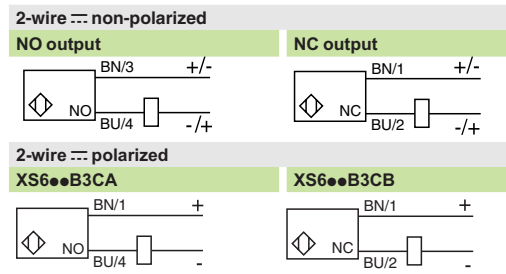 2-wire ⎓ non-polarized
NO output NC output
BN/3 +/- BN/1 +/-
NO NC
BU/4 -/+ BU/2 -/+
2-wire ⎓ polarized
XS6●●B3CA XS6●●B3CB
BN/1 + BN/1 +
NO NC
BU/4 - BU/2 -